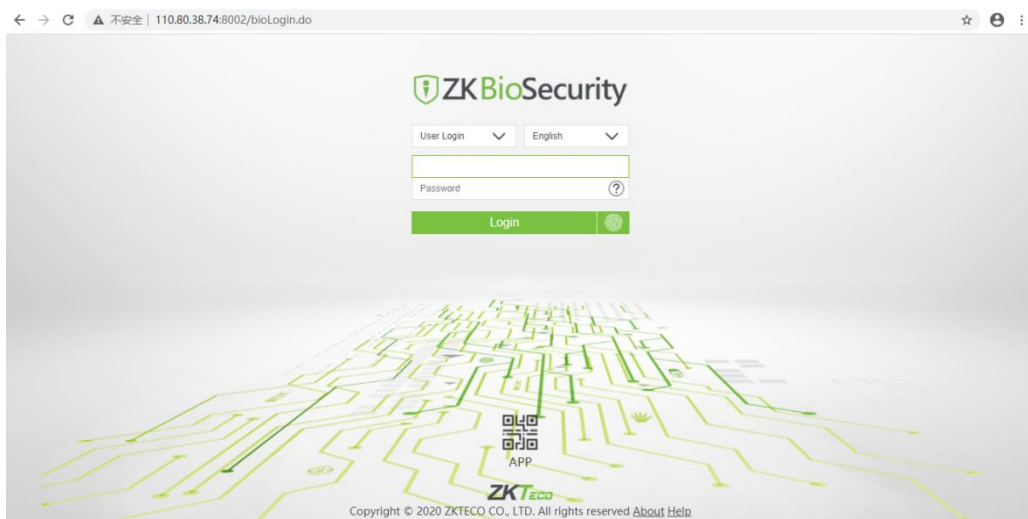 不安全 | 110.80.38.74:8002/bioLogin.do
ZKBioSecurity
User Login English
Password ?
Login
APP
ZKTECO
Copyright © 2020 ZKTECO CO., LTD. All rights reserved About Help